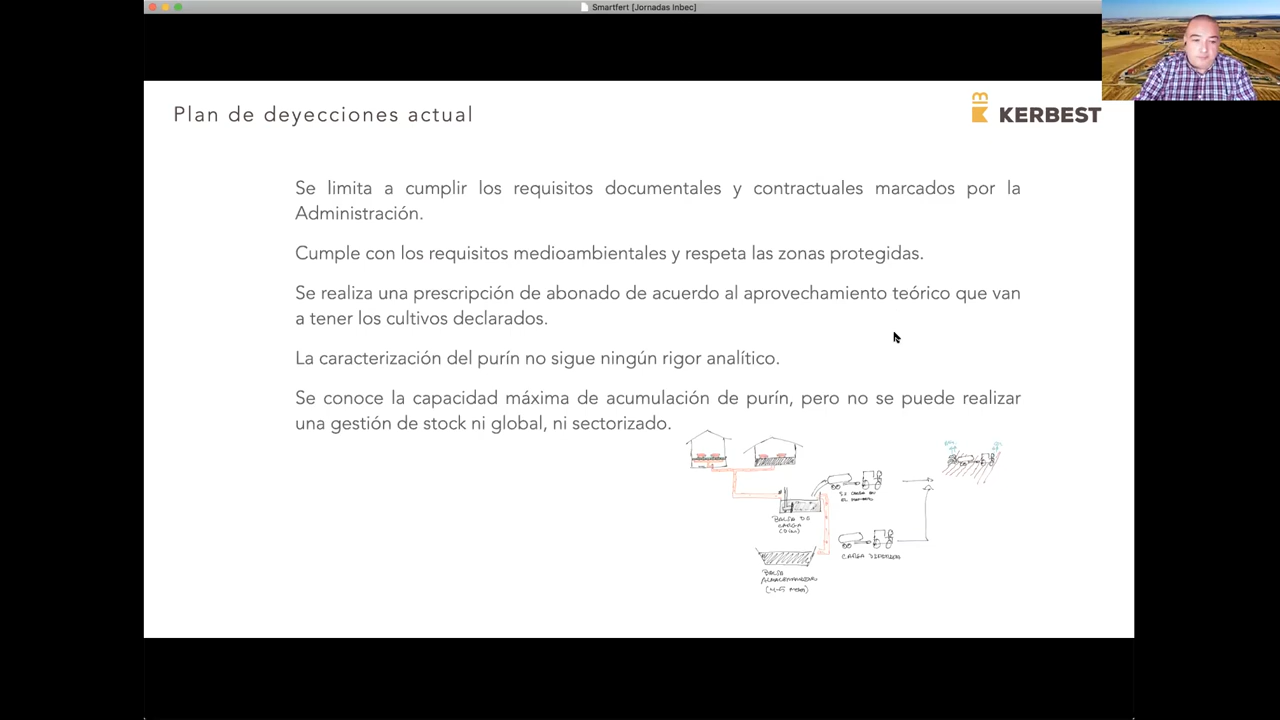 Smartfert [Jornadas Inbec]
Plan de deyecciones actual
KERBEST
Se limita a cumplir los requisitos documentales y contractuales marcados por la
Administración.
Cumple con los requisitos medioambientales y respeta las zonas protegidas.
Se realiza una prescripción de abonado de acuerdo al aprovechamiento teórico que van
a tener los cultivos declarados.
La caracterización del purín no sigue ningún rigor analítico.
Se conoce la capacidad máxima de acumulación de purín, pero no se puede realizar
una gestión de stock ni global, ni sectorizado.
BALSA DE
CARGA
BALSA